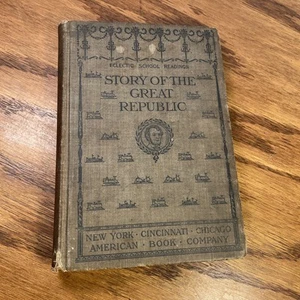 ECLECTIC SCHOOL READINGS
STORY OF THE
GREAT
REPUBLIC
NEW YORK · CINCINNATI · CHICAGO
AMERICAN · BOOK · COMPANY